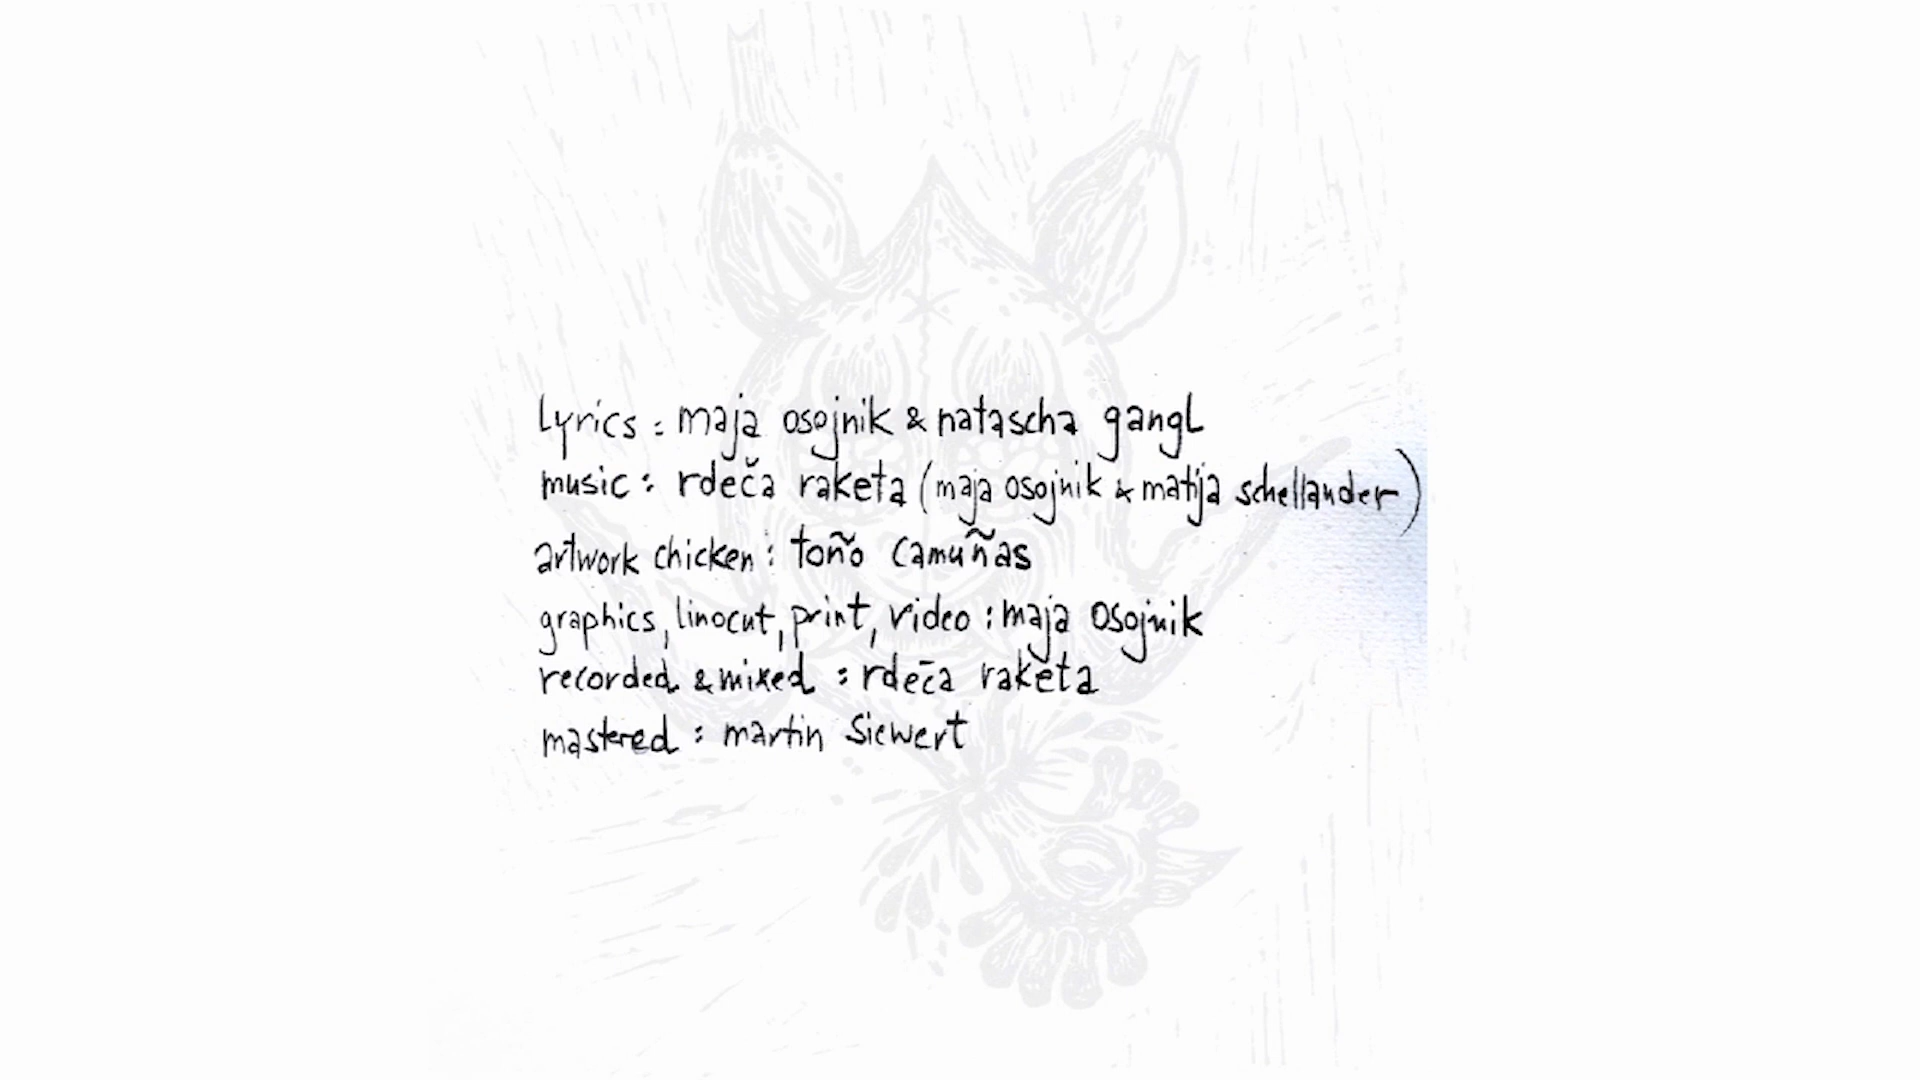 lyrics : maja osojnik & natascha gangl
music : rdeča raketa (maja osojnik & matija schellander)
artwork chicken : toño camuñas
graphics, linocut, print, video : maja osojnik
recorded & mixed : rdeča raketa
mastered : martin siewert